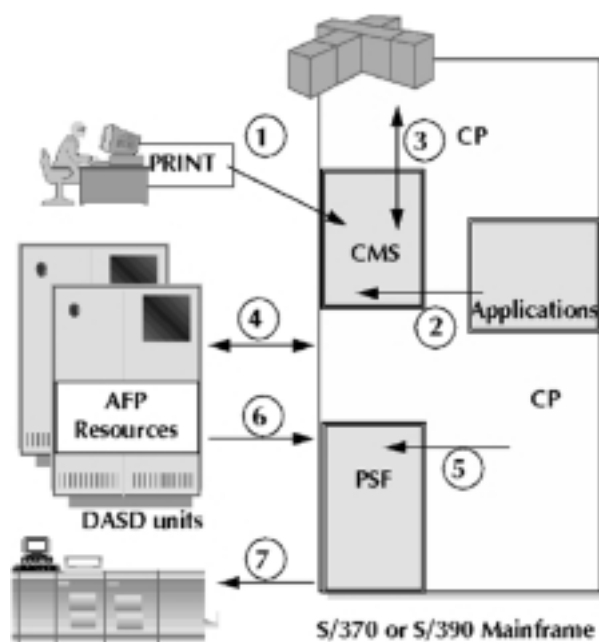 1
3
CP
PRINT
CMS
2
Applications
4
AFP
Resources
6
CP
5
PSF
DASD units
7
S/370 or S/390 Mainframe